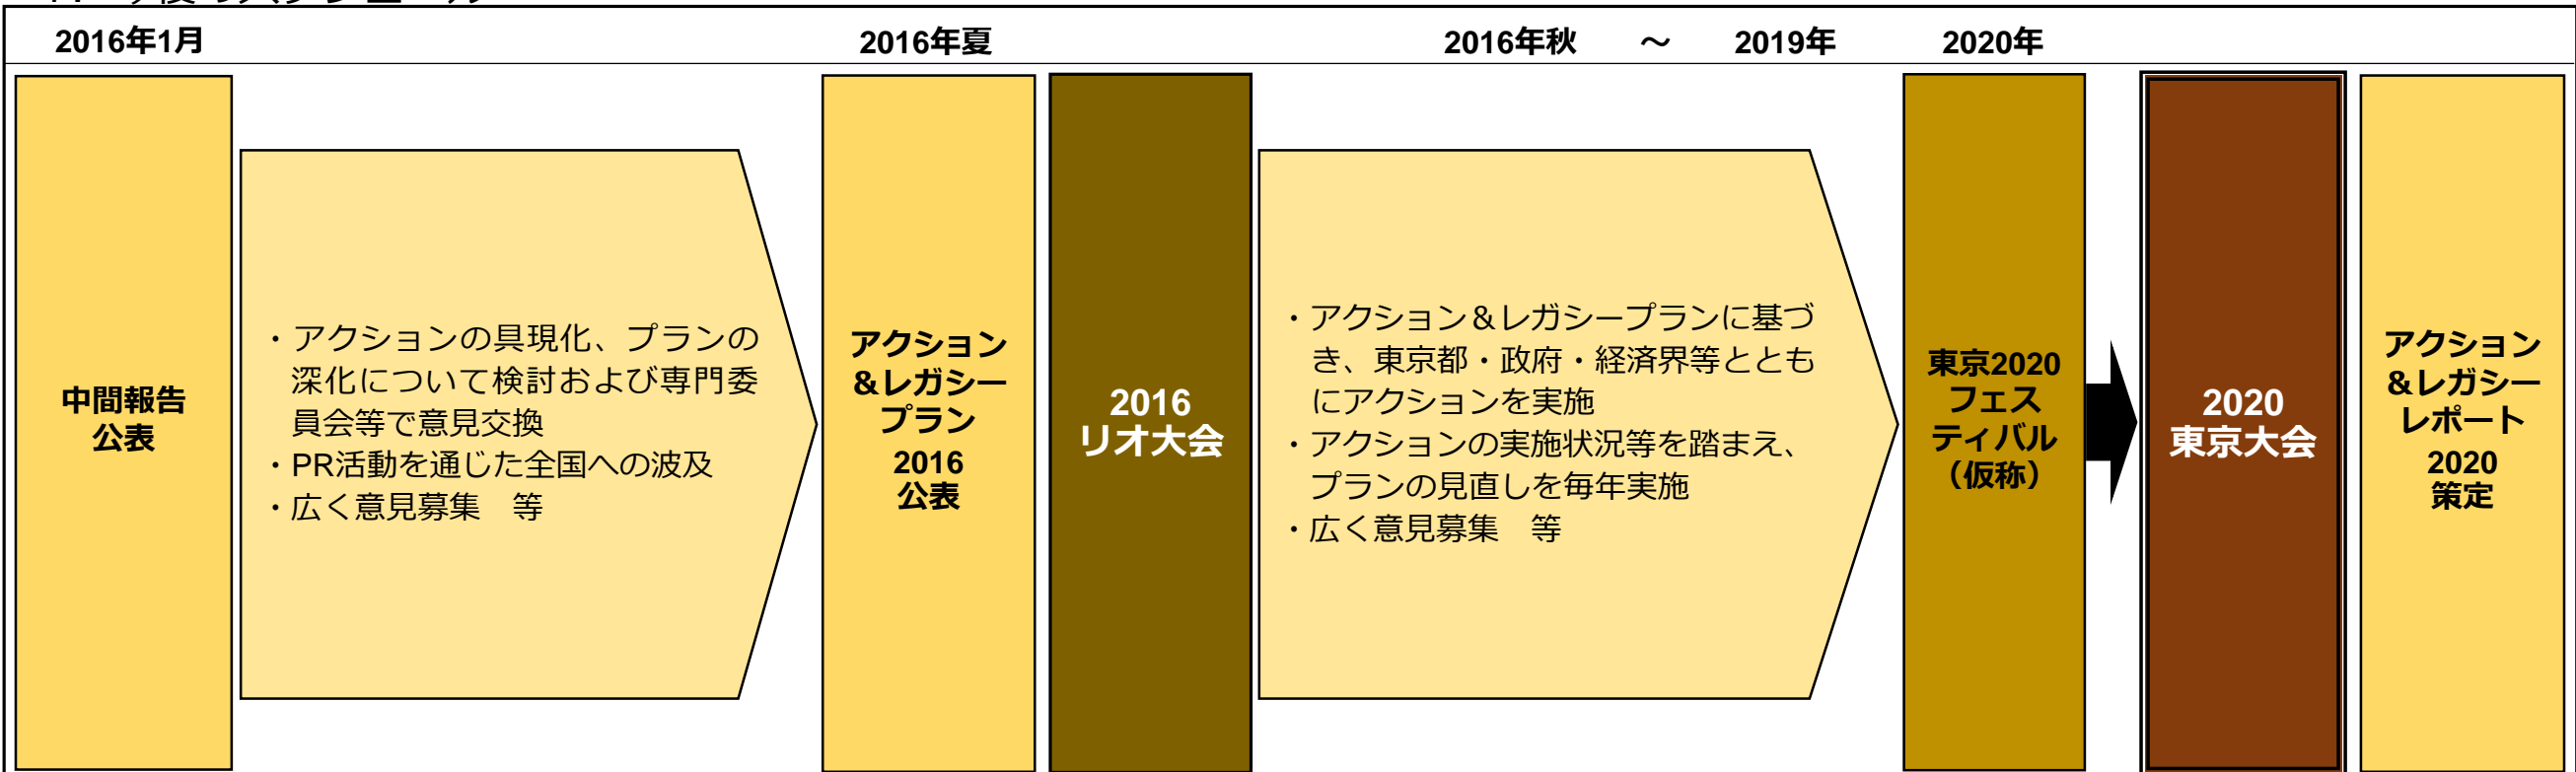 2016年1月
2016年夏
2016年秋　～　2019年
2020年
中間報告
公表
・アクションの具現化、プランの
深化について検討および専門委
員会等で意見交換
・PR活動を通じた全国への波及
・広く意見募集　等
アクション
&レガシー
プラン
2016
公表
2016
リオ大会
・アクション&レガシープランに基づ
き、東京都・政府・経済界等ととも
にアクションを実施
・アクションの実施状況等を踏まえ、
プランの見直しを毎年実施
・広く意見募集　等
東京2020
フェス
ティバル
（仮称）
2020
東京大会
アクション
&レガシー
レポート
2020
策定